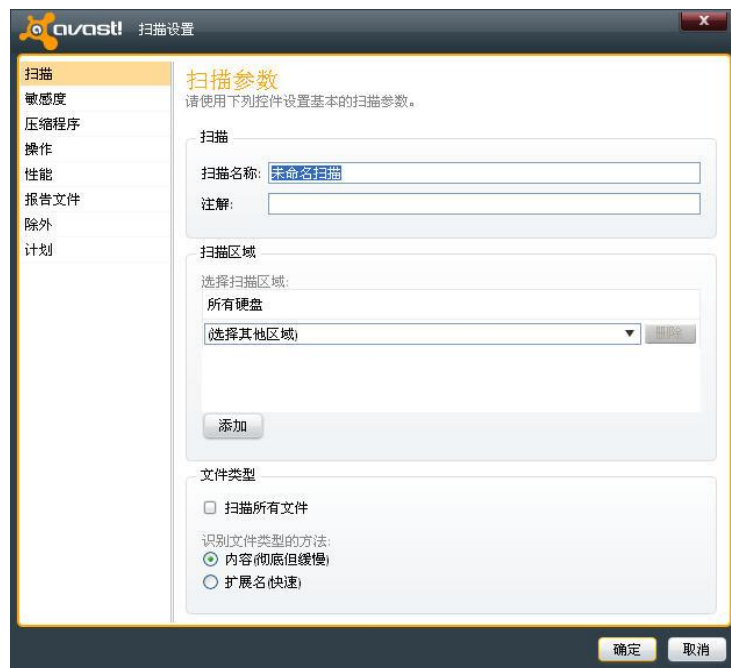 avast! 扫描设置
x
扫描
敏感度
压缩程序
操作
性能
报告文件
除外
计划
扫描参数
请使用下列控件设置基本的扫描参数。
扫描
扫描名称: 未命名扫描
注解:
扫描区域
选择扫描区域:
所有硬盘
(选择其他区域) 删除
添加
文件类型
扫描所有文件
识别文件类型的方法:
内容(彻底但缓慢)
扩展名(快速)
确定 取消